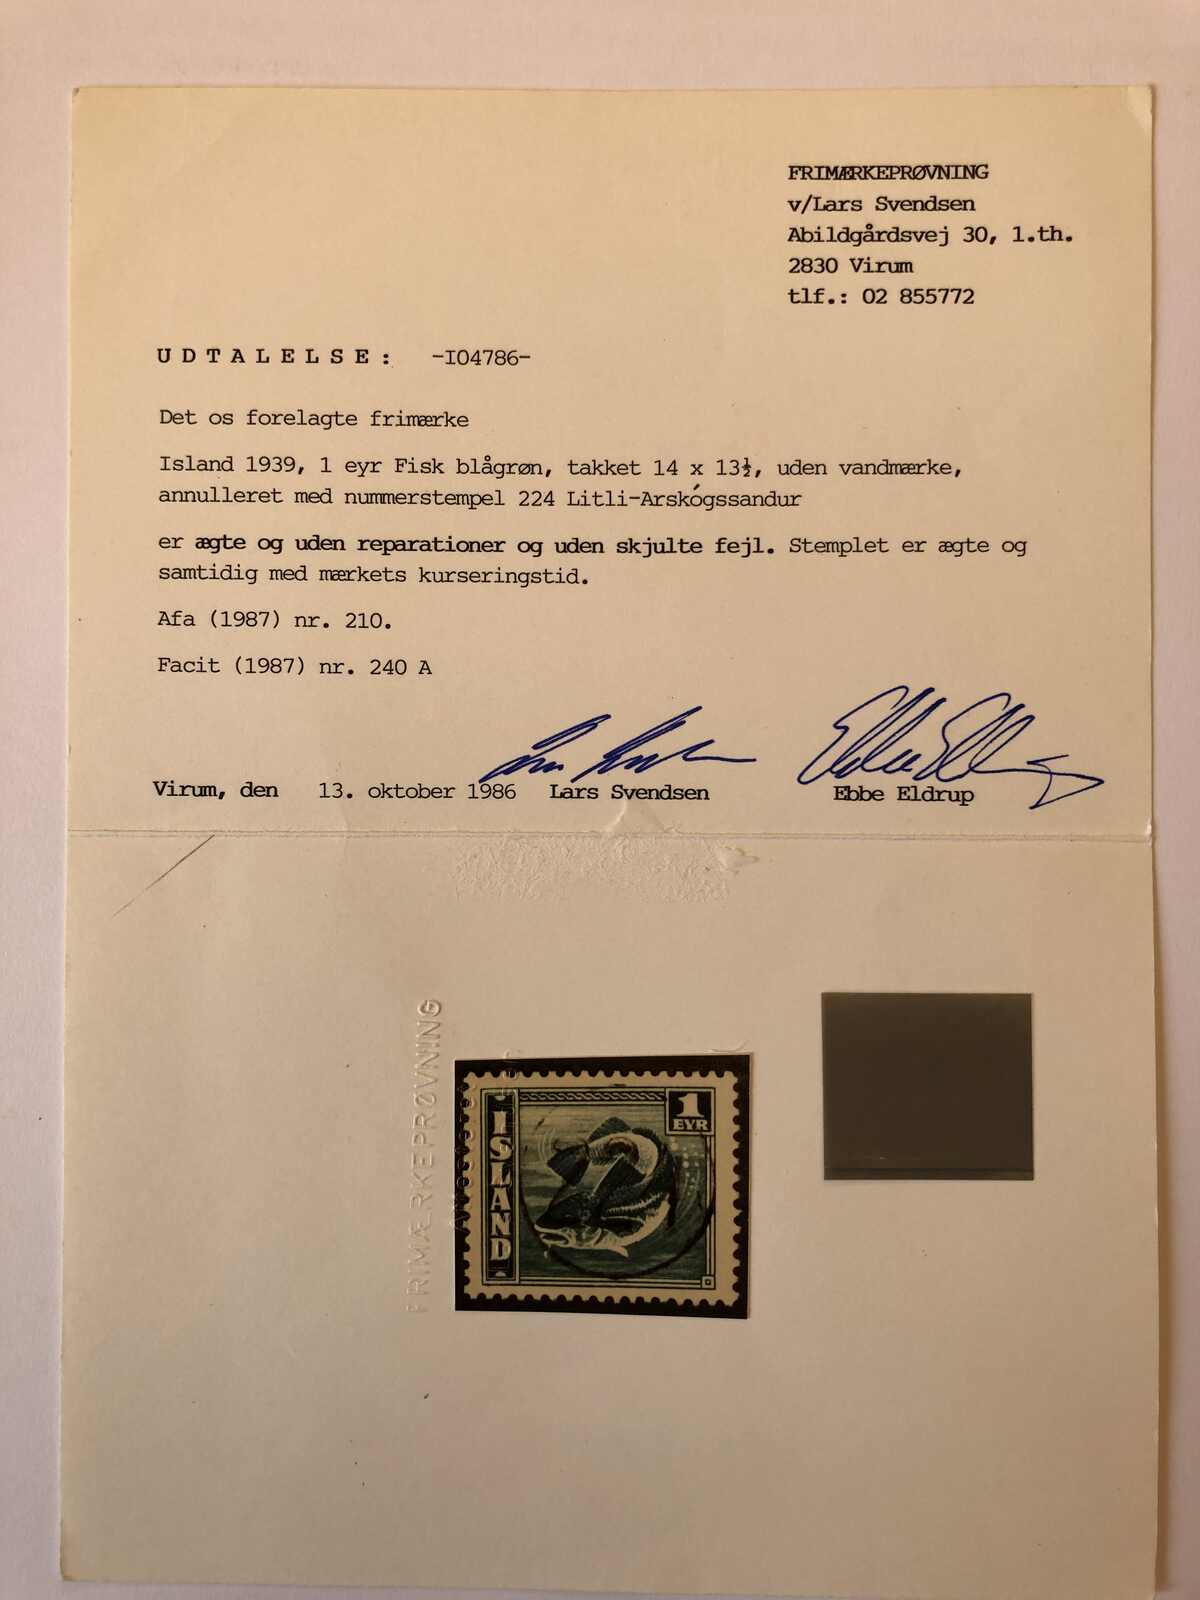 FRIMÆRKEPRØVNING
v/Lars Svendsen
Abildgårdsvej 30, 1.th.
2830 Virum
tlf.: 02 855772
UDTALELSE: -I04786-
Det os forelagte frimærke
Island 1939, 1 eyr Fisk blågrøn, takket 14 x 13½, uden vandmærke,
annulleret med nummerstempel 224 Litli-Arskógssandur
er ægte og uden reparationer og uden skjulte fejl. Stemplet er ægte og
samtidig med mærkets kurseringstid.
Afa (1987) nr. 210.
Facit (1987) nr. 240 A
Virum, den 13. oktober 1986 Lars Svendsen Ebbe Eldrup
FRIMÆRKEPRØVNING
ISLAND
1
EYR